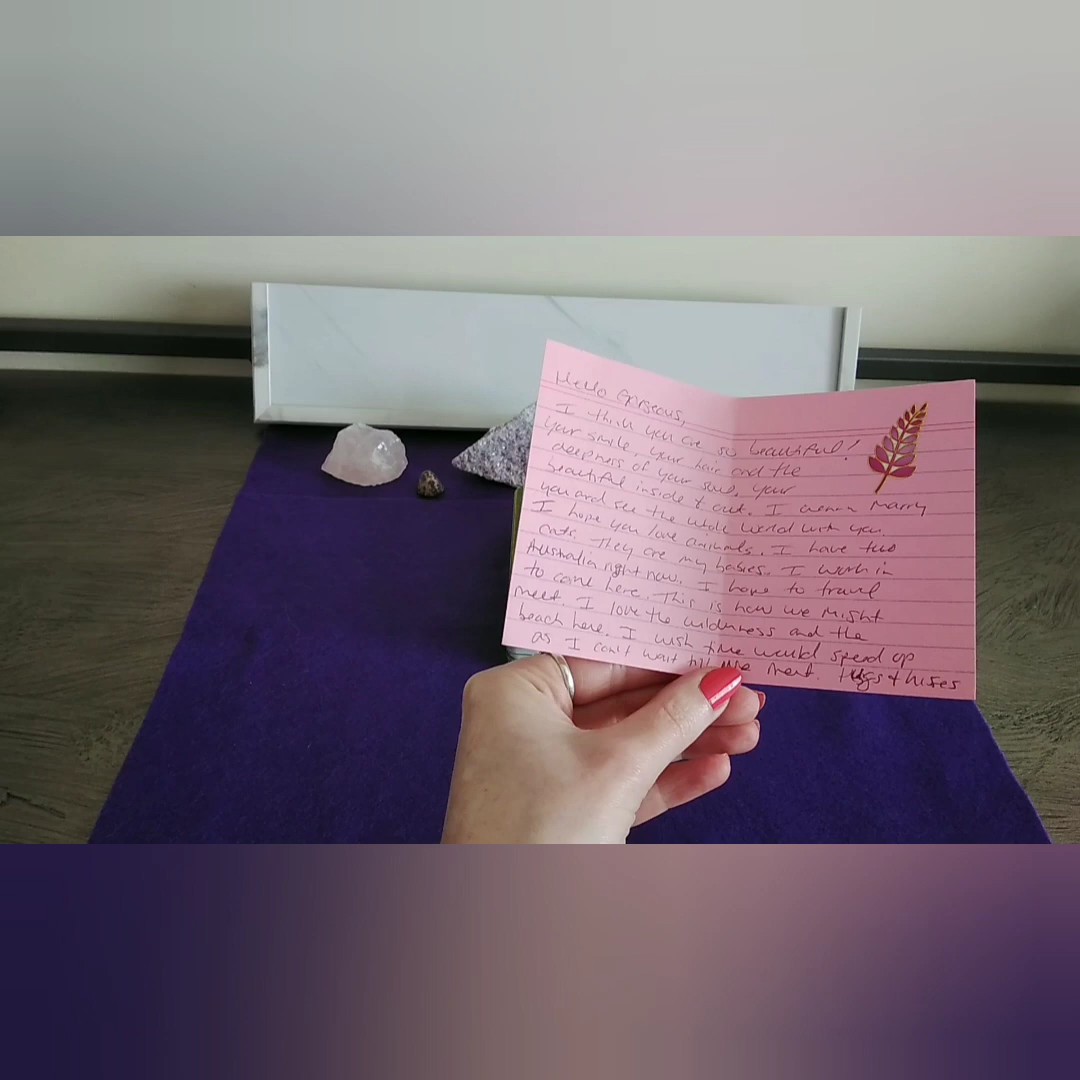 Hello Gorgeous,
I think you are so beautiful!
your smile, your hair and the
deepness of your soul. your
beautiful inside & out. I wanna marry
you and see the whole world with you.
I hope you love animals. I have two
cats. They are my babies. I work in
Australia right now. I hope to travel
to come here. This is how we might
meet. I love the wilderness and the
beach here. I wish time would speed up
as I can't wait till we meet. Hugs & kisses